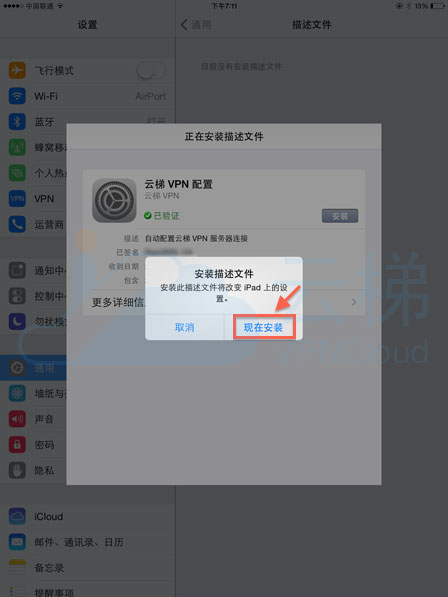 中国联通
下午7:11
13%
设置
通用
描述文件
飞行模式
目前没有安装描述文件
Wi-Fi
AirPort
蓝牙
打开
蜂窝移
正在安装描述文件
个人热
云梯 VPN 配置
云梯 VPN
已验证
安装
VPN
运营商
描述 自动配置云梯 VPN 服务器连接
已签名
收到日期
包含
通知中
控制中
更多详细信
勿扰模
安装描述文件
安装此描述文件将改变 iPad 上的设
置。
取消
现在安装
云梯
通用
墙纸与
声音
密码
隐私
iCloud
邮件、通讯录、日历
备忘录
提醒事项